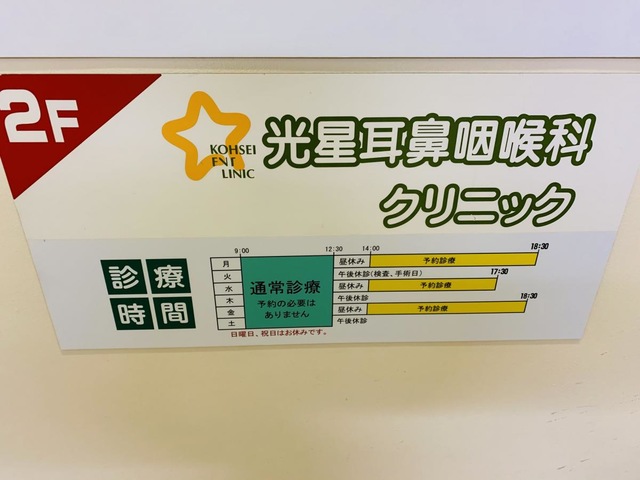 2F
KOHSEI
ENT
CLINIC
光星耳鼻咽喉科
クリニック
診療
時間
9:00 12:30 14:00 18:30
月 昼休み 予約診療
火 午後休診(検査、手術日) 17:30
水 昼休み 予約診療
木 午後休診 18:30
金 昼休み 予約診療
土 午後休診
通常診療
予約の必要は
ありません
日曜日、祝日はお休みです。